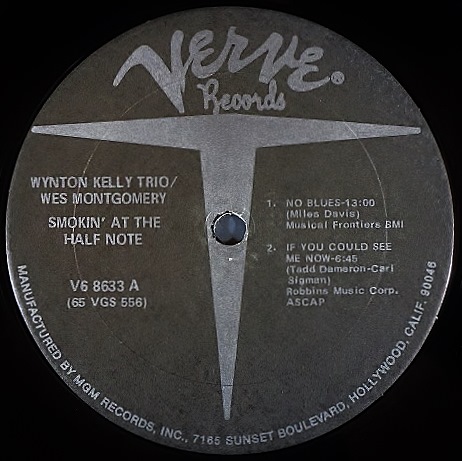 Verve®
Records
WYNTON KELLY TRIO/
WES MONTGOMERY
SMOKIN' AT THE
HALF NOTE
V6 8633 A
(65 VGS 556)
1. NO BLUES-13:00
(Miles Davis)
Musical Frontiers BMI
2. IF YOU COULD SEE
ME NOW-6:45
(Tadd Dameron-Carl
Sigman)
Robbins Music Corp.
ASCAP
MANUFACTURED BY MGM RECORDS, INC., 7165 SUNSET BOULEVARD, HOLLYWOOD, CALIF. 90046